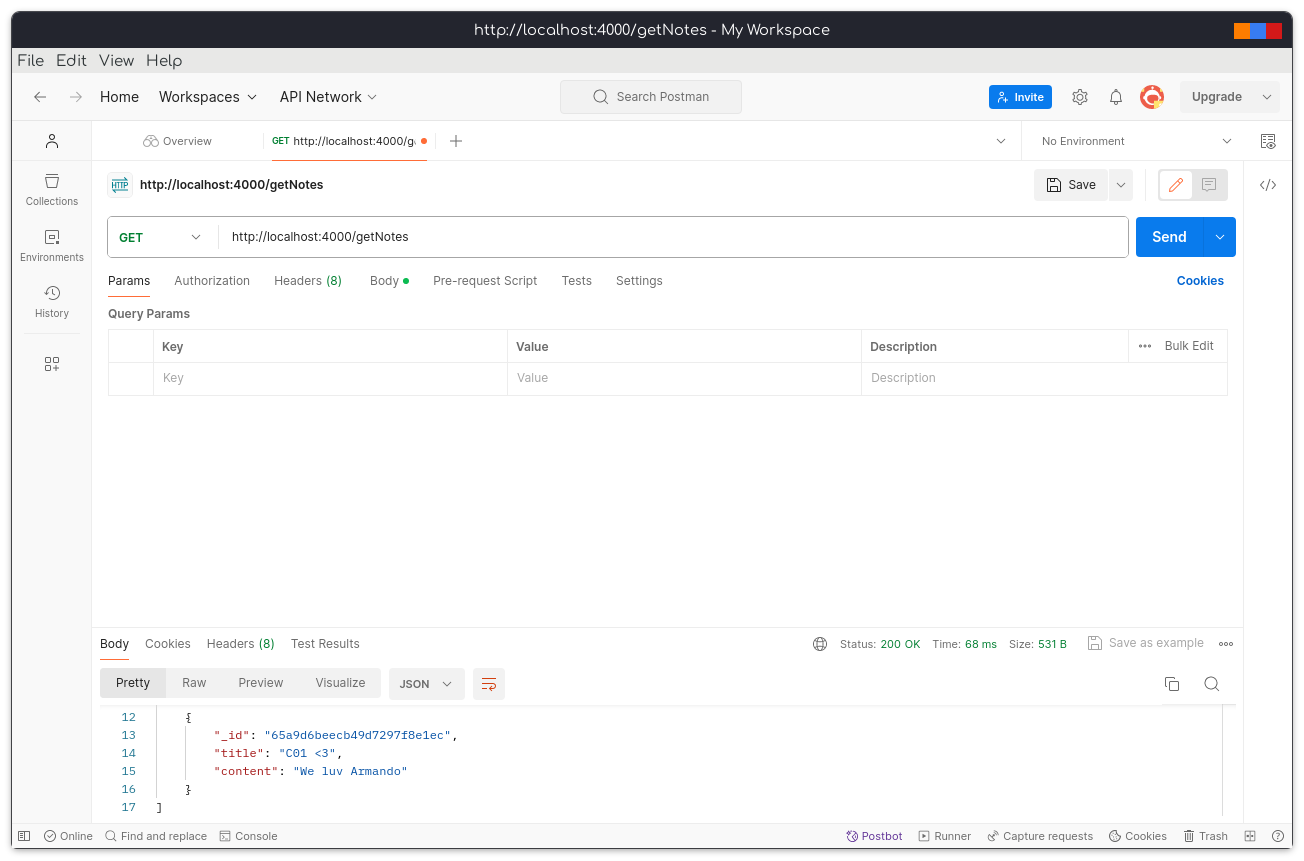 http://localhost:4000/getNotes - My Workspace
File Edit View Help
Home Workspaces API Network Search Postman Invite Upgrade
Overview GET http://localhost:4000/g No Environment
HTTP http://localhost:4000/getNotes Save
Collections
Environments
History
GET http://localhost:4000/getNotes Send
Params Authorization Headers (8) Body Pre-request Script Tests Settings Cookies
Query Params
Key Value Description Bulk Edit
Key Value Description
Body Cookies Headers (8) Test Results Status: 200 OK Time: 68 ms Size: 531 B Save as example
Pretty Raw Preview Visualize JSON
12 {
13 "_id": "65a9d6beecb49d7297f8e1ec",
14 "title": "C01 <3",
15 "content": "We luv Armando"
16 }
17 ]
Online Find and replace Console Postbot Runner Capture requests Cookies Trash